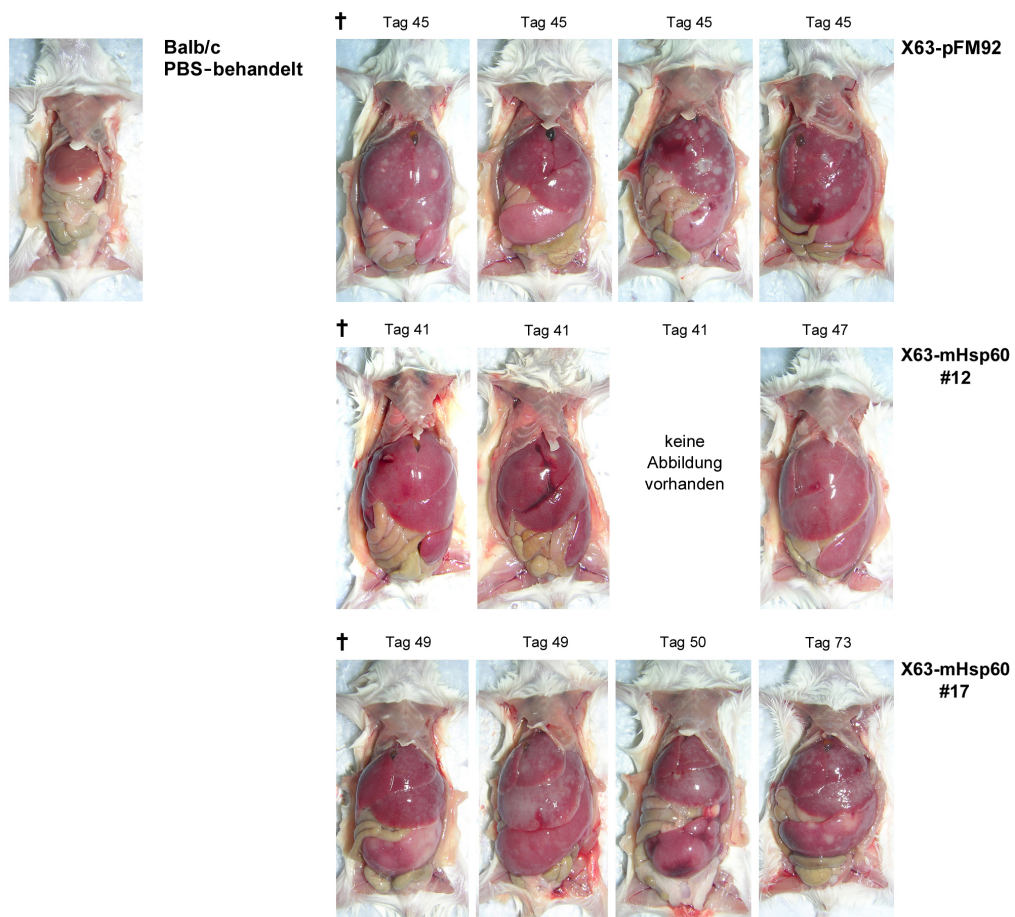 Balb/c
PBS-behandelt
† Tag 45 Tag 45 Tag 45 Tag 45
X63-pFM92
† Tag 41 Tag 41 Tag 41 Tag 47
X63-mHsp60
#12
keine
Abbildung
vorhanden
† Tag 49 Tag 49 Tag 50 Tag 73
X63-mHsp60
#17